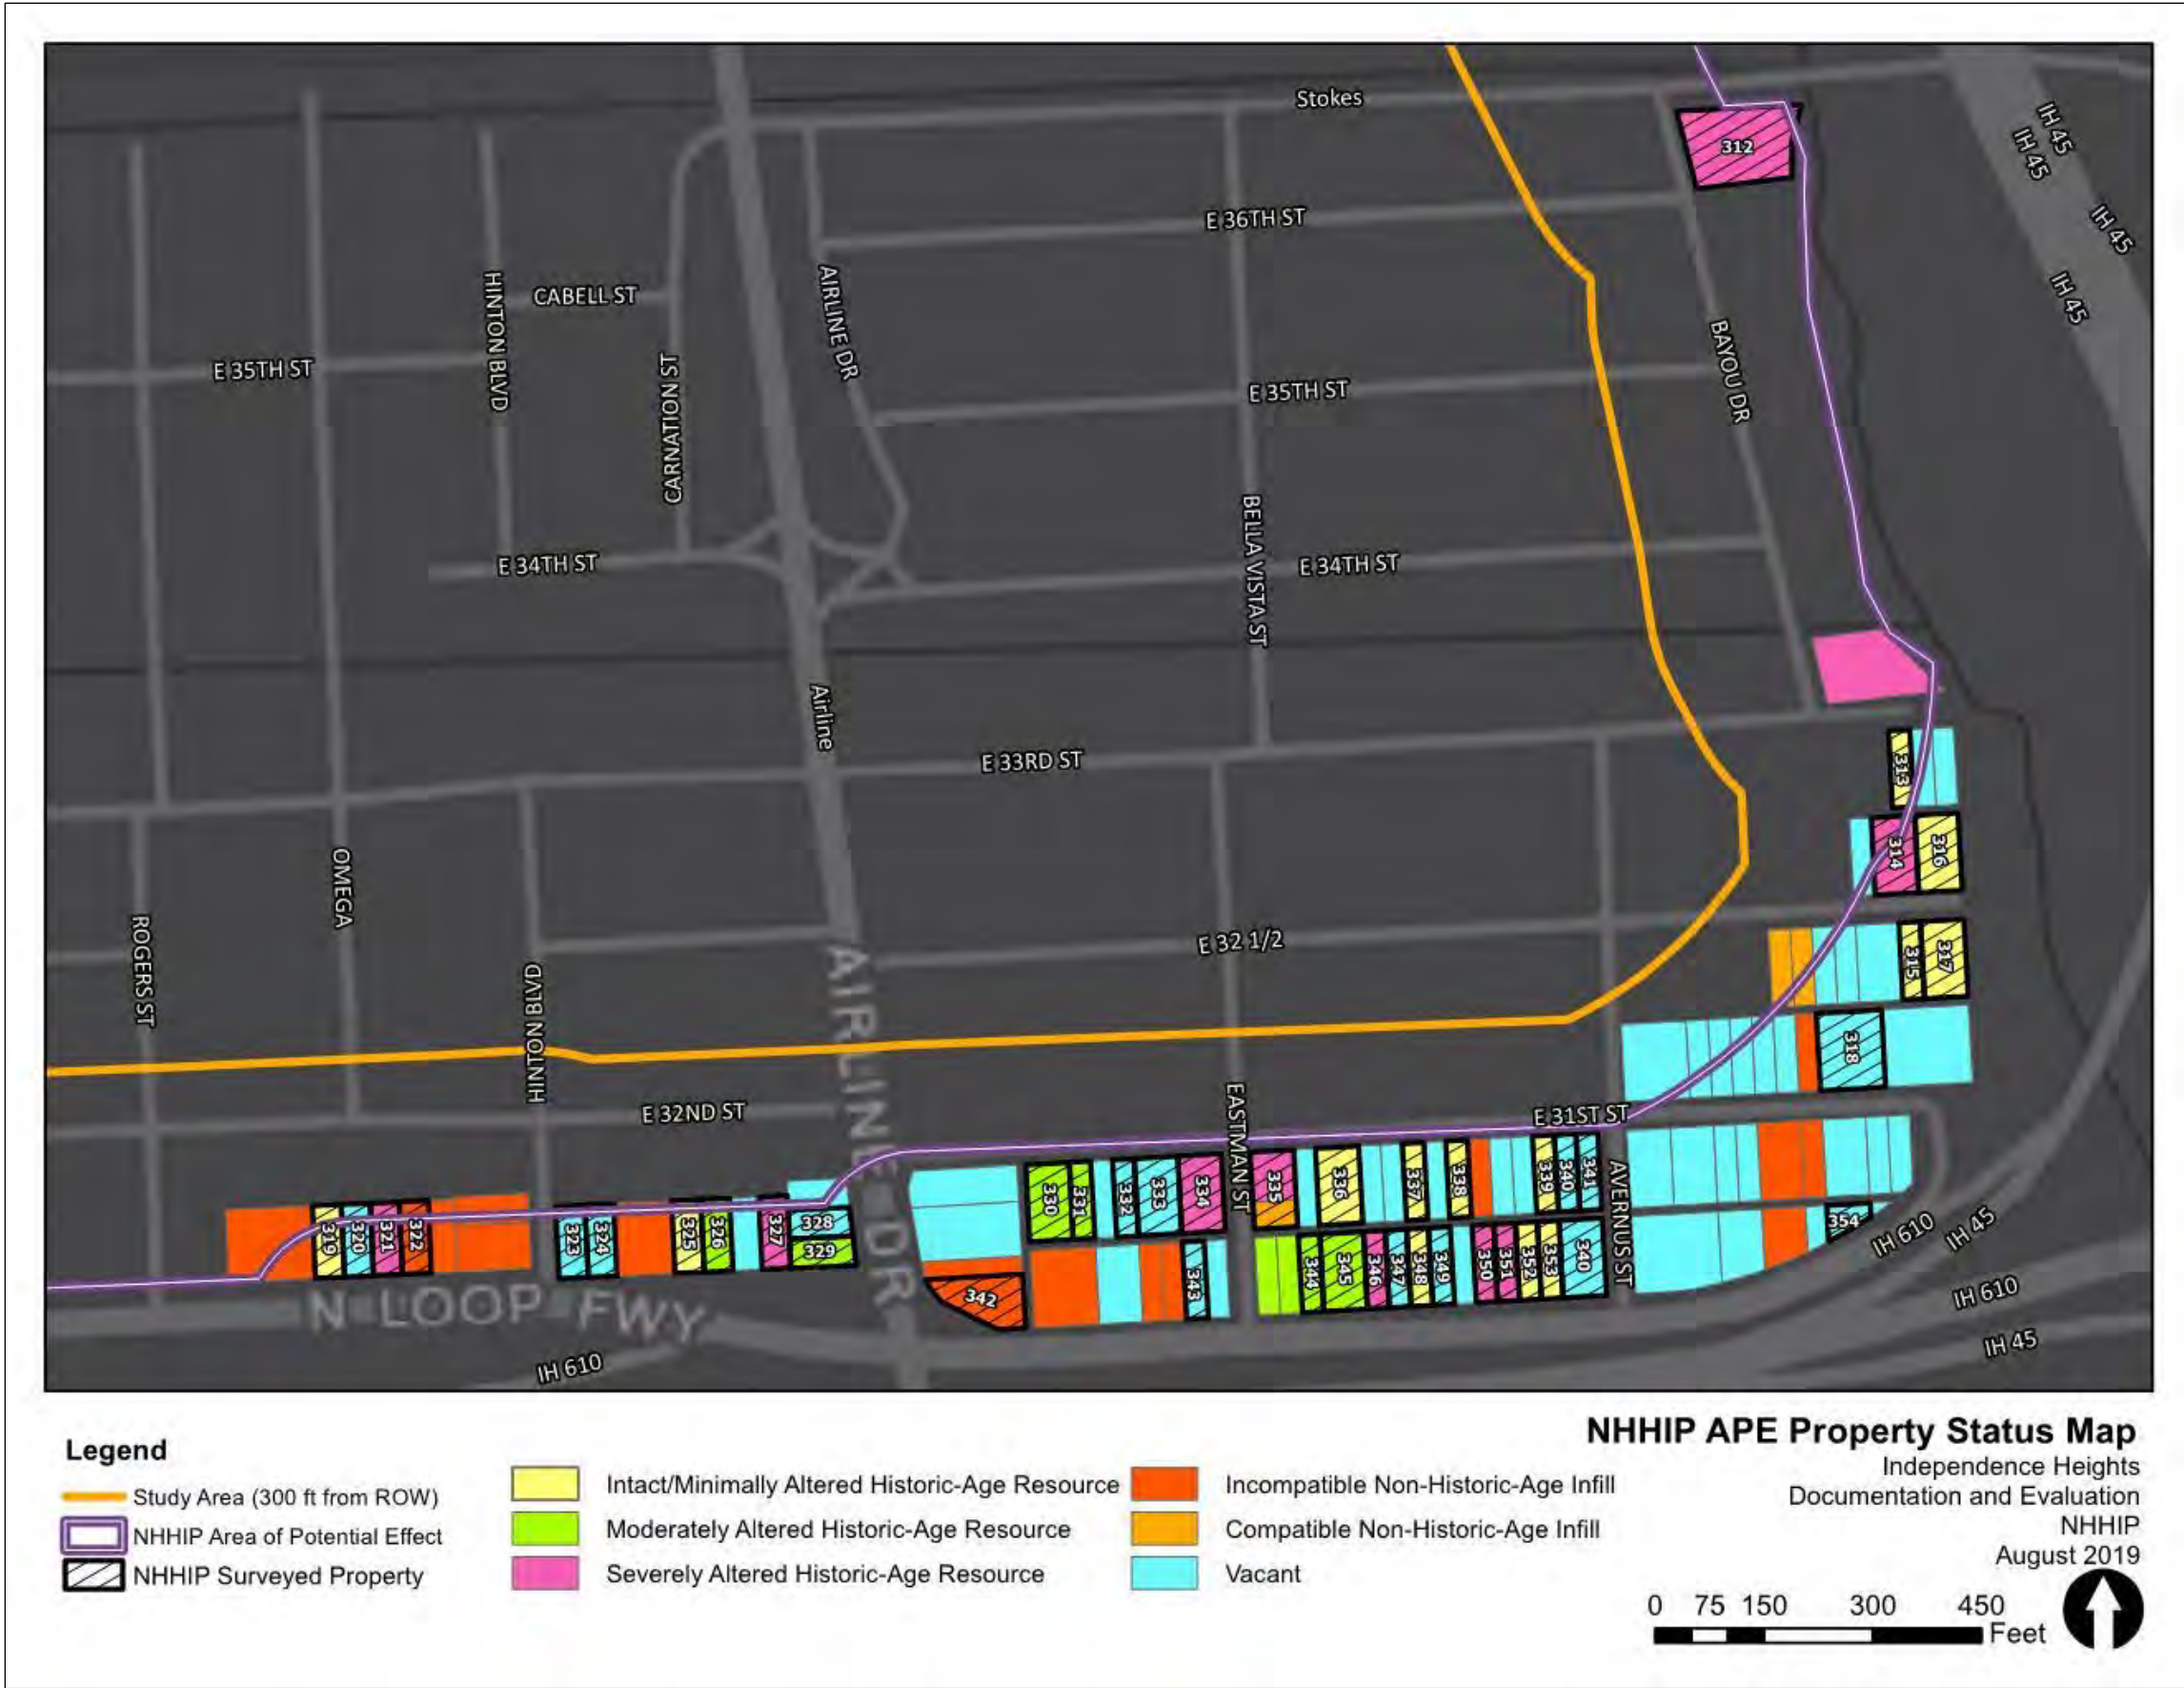 Stokes
IH 45
IH 45
312
IH 45
E 36TH ST
IH 45
HINTON BLVD
CABELL ST
AIRLINE DR
BAYOU DR
E 35TH ST
CARNATION ST
E 35TH ST
BELLA VISTA ST
E 34TH ST
E 34TH ST
Airline
E 33RD ST
313
OMEGA
314
316
ROGERS ST
E 32 1/2
315
317
HINTON BLVD
AIRLINE DR
318
E 32ND ST
EASTMAN ST
E 31ST ST
AVERNUS ST
330
331
332
333
334
335
336
337
338
339
340
341
319
320
321
322
323
324
325
326
327
328
329
354
IH 610
IH 45
342
343
344
345
346
347
348
349
350
351
352
353
340
N LOOP FWY
IH 610
IH 610
IH 45
NHHIP APE Property Status Map
Independence Heights
Documentation and Evaluation
NHHIP
August 2019
Legend
Study Area (300 ft from ROW)
NHHIP Area of Potential Effect
NHHIP Surveyed Property
Intact/Minimally Altered Historic-Age Resource
Moderately Altered Historic-Age Resource
Severely Altered Historic-Age Resource
Incompatible Non-Historic-Age Infill
Compatible Non-Historic-Age Infill
Vacant
0 75 150 300 450
Feet